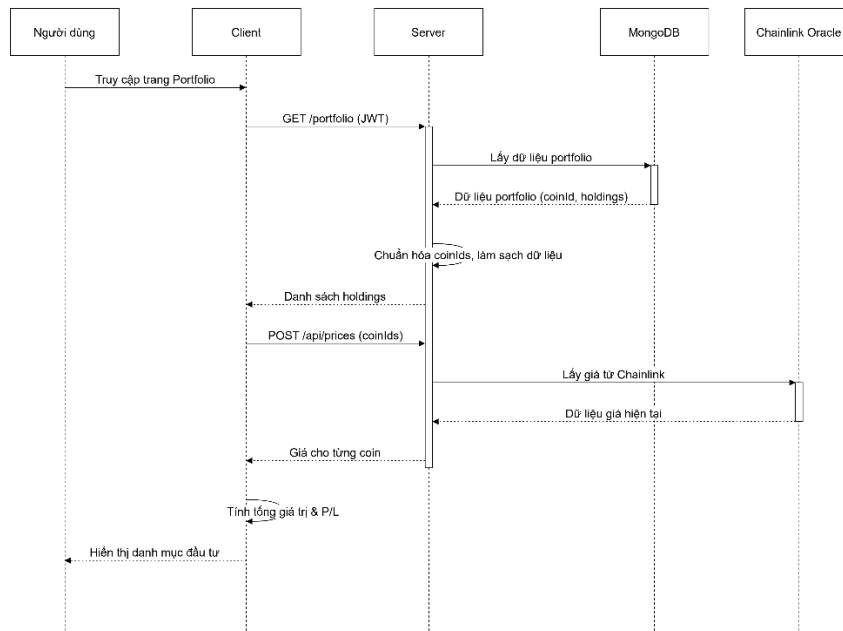 Người dùng
Client
Server
MongoDB
Chainlink Oracle
Truy cập trang Portfolio
GET /portfolio (JWT)
Lấy dữ liệu portfolio
Dữ liệu portfolio (coinId, holdings)
Chuẩn hóa coinIds, làm sạch dữ liệu
Danh sách holdings
POST /api/prices (coinIds)
Lấy giá từ Chainlink
Dữ liệu giá hiện tại
Giá cho từng coin
Tính tổng giá trị & P/L
Hiển thị danh mục đầu tư